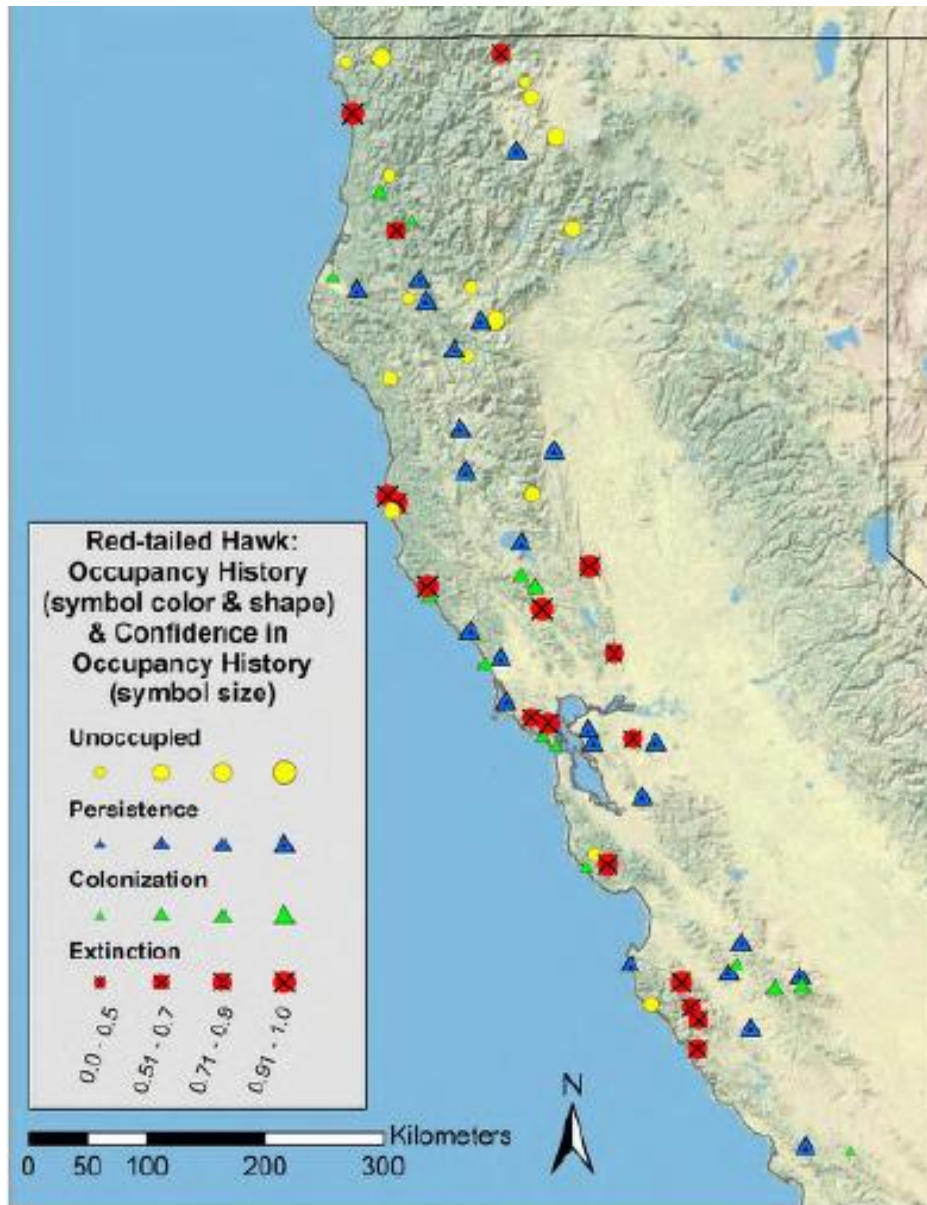 Red-tailed Hawk:
Occupancy History
(symbol color & shape)
& Confidence in
Occupancy History
(symbol size)
Unoccupied
Persistence
Colonization
Extinction
0.0 - 0.5
0.51 - 0.7
0.71 - 0.9
0.91 - 1.0
N
Kilometers
0 50 100 200 300